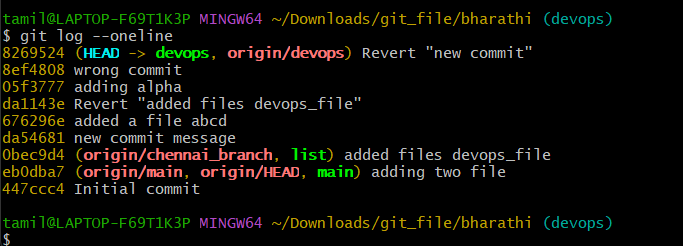 tamil@LAPTOP-F69T1K3P MINGW64 ~/Downloads/git_file/bharathi (devops)
$ git log --oneline
8269524 (HEAD -> devops, origin/devops) Revert "new commit"
8ef4808 wrong commit
05f3777 adding alpha
da1143e Revert "added files devops_file"
676296e added a file abcd
da54681 new commit message
0bec9d4 (origin/chennai_branch, list) added files devops_file
eb0dba7 (origin/main, origin/HEAD, main) adding two file
447ccc4 Initial commit
tamil@LAPTOP-F69T1K3P MINGW64 ~/Downloads/git_file/bharathi (devops)
$